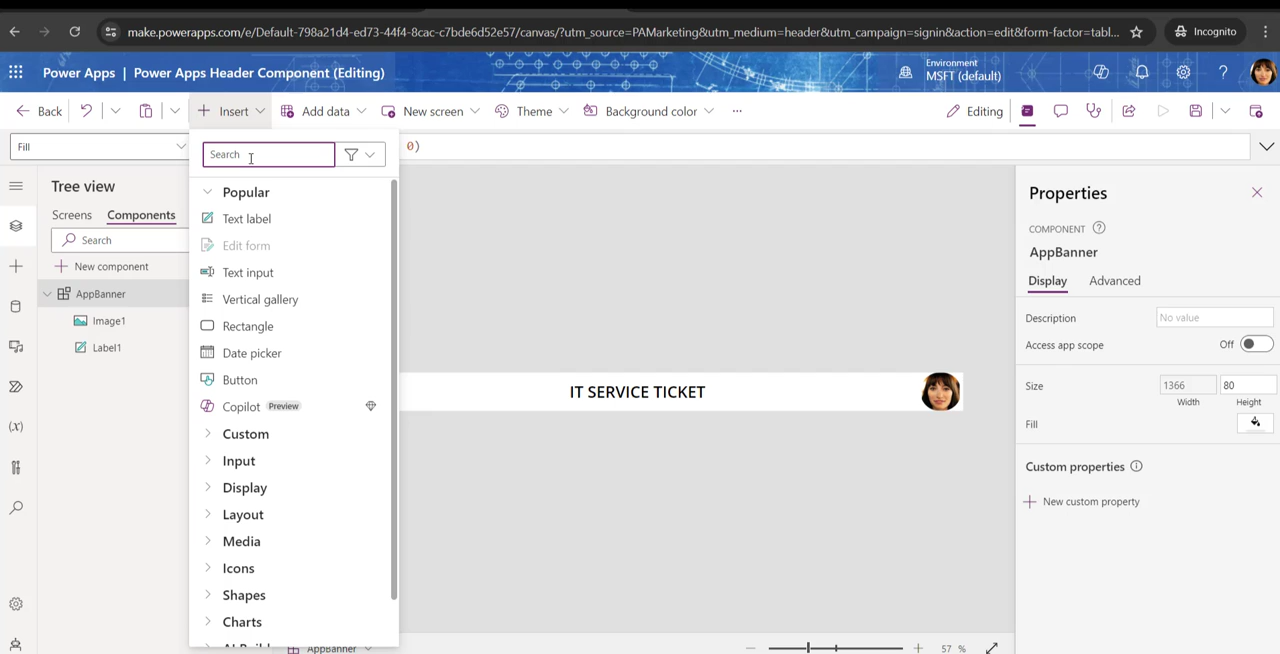 make.powerapps.com/e/Default-798a21d4-ed73-44f4-8cac-c7bde6d52e57/canvas/?utm_source=PAMarketing&utm_medium=header&utm_campaign=signin&action=edit&form-factor=tabl...
Incognito
Power Apps | Power Apps Header Component (Editing)
Environment
MSFT (default)
?
Back
Insert
Add data
New screen
Theme
Background color
...
Editing
Fill
0)
Search
Tree view
Screens
Components
Search
New component
AppBanner
Image1
Label1
Popular
Text label
Edit form
Text input
Vertical gallery
Rectangle
Date picker
Button
Copilot Preview
Custom
Input
Display
Layout
Media
Icons
Shapes
Charts
IT SERVICE TICKET
AppBanner
57 %
Properties
COMPONENT ?
AppBanner
Display
Advanced
Description
No value
Access app scope
Off
Size
1366
80
Width
Height
Fill
Custom properties
New custom property